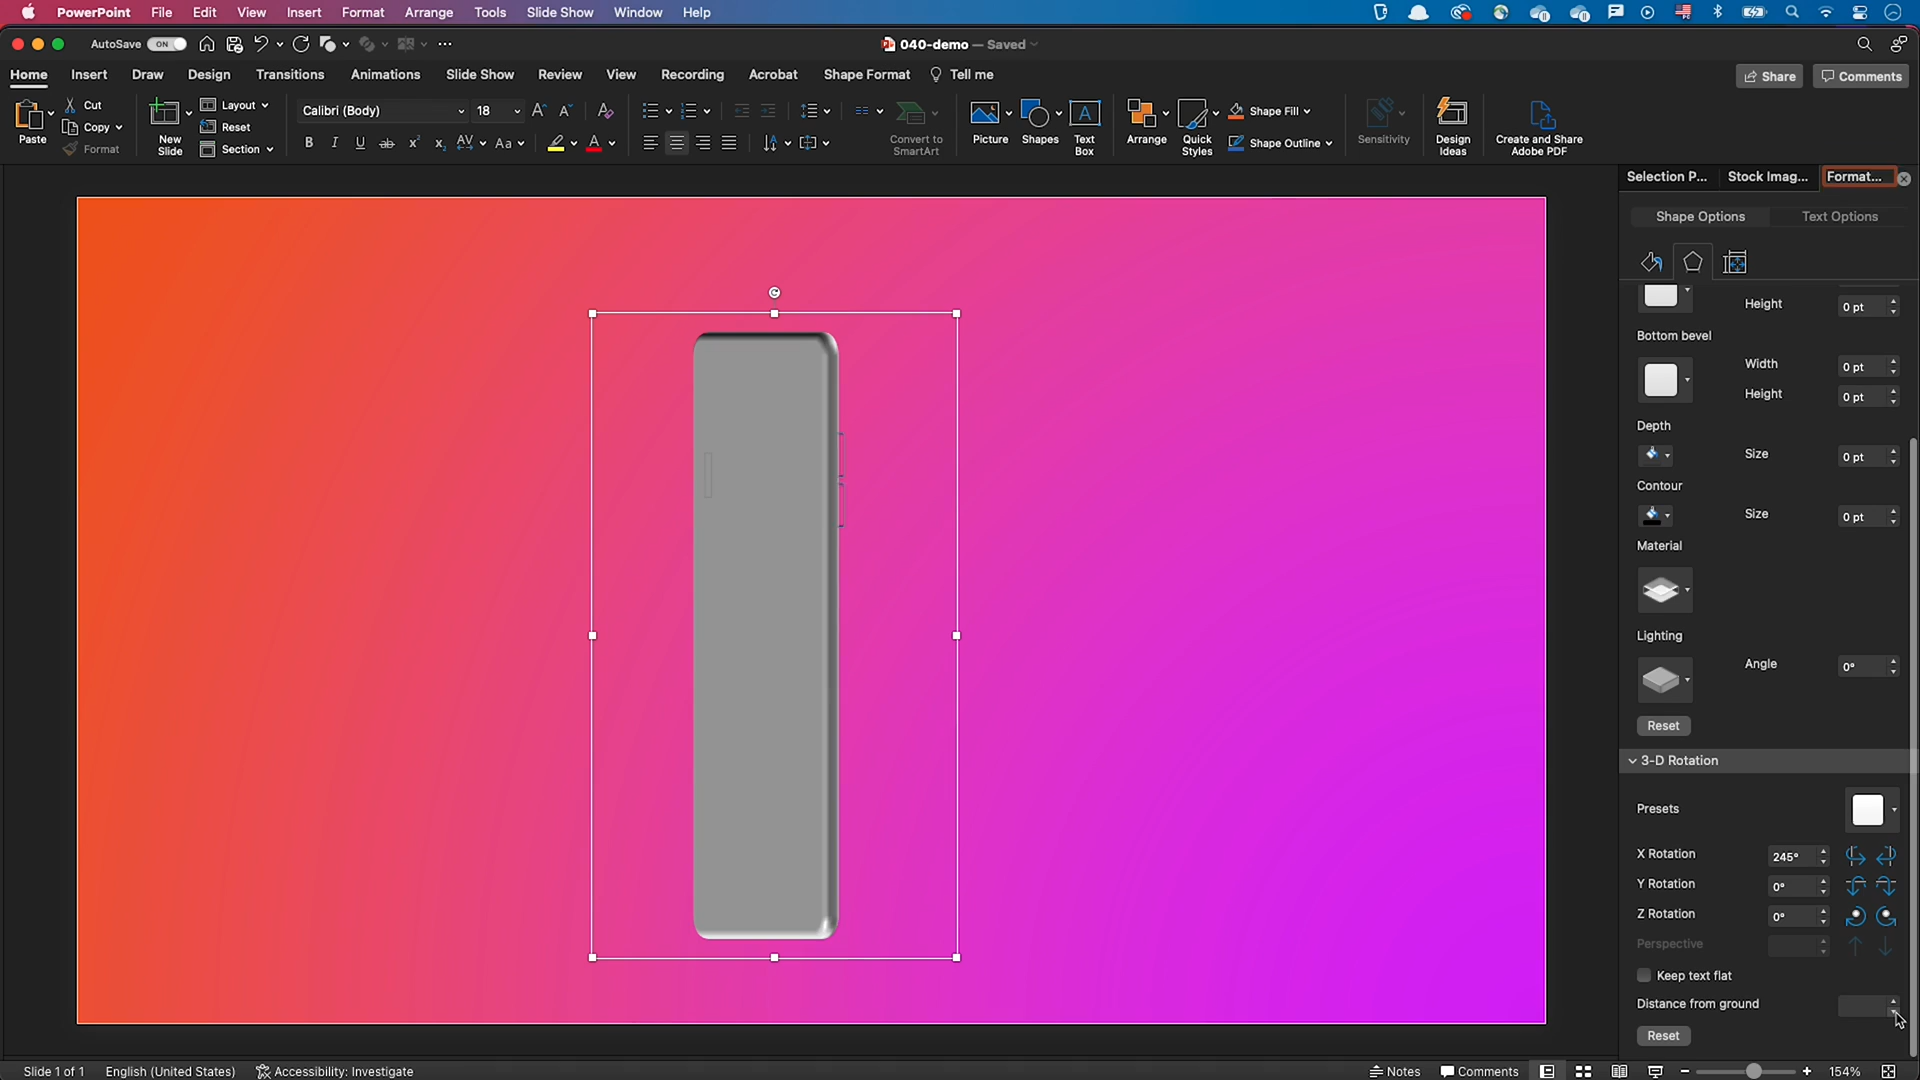 PowerPoint File Edit View Insert Format Arrange Tools Slide Show Window Help
AutoSave ON 040-demo — Saved
Home Insert Draw Design Transitions Animations Slide Show Review View Recording Acrobat Shape Format Tell me Share Comments
Paste
Cut
Copy
Format
New Slide
Layout
Reset
Section
Calibri (Body) 18
B I U ab
Aa
Convert to SmartArt
Picture
Shapes
Text Box
Arrange
Quick Styles
Shape Fill
Shape Outline
Sensitivity
Design Ideas
Create and Share Adobe PDF
Selection P... Stock Imag... Format...
Shape Options Text Options
Height 0 pt
Bottom bevel
Width 0 pt
Height 0 pt
Depth
Size 0 pt
Contour
Size 0 pt
Material
Lighting
Angle 0°
Reset
3-D Rotation
Presets
X Rotation 245°
Y Rotation 0°
Z Rotation 0°
Perspective
Keep text flat
Distance from ground
Reset
Slide 1 of 1 English (United States) Accessibility: Investigate Notes Comments 154%